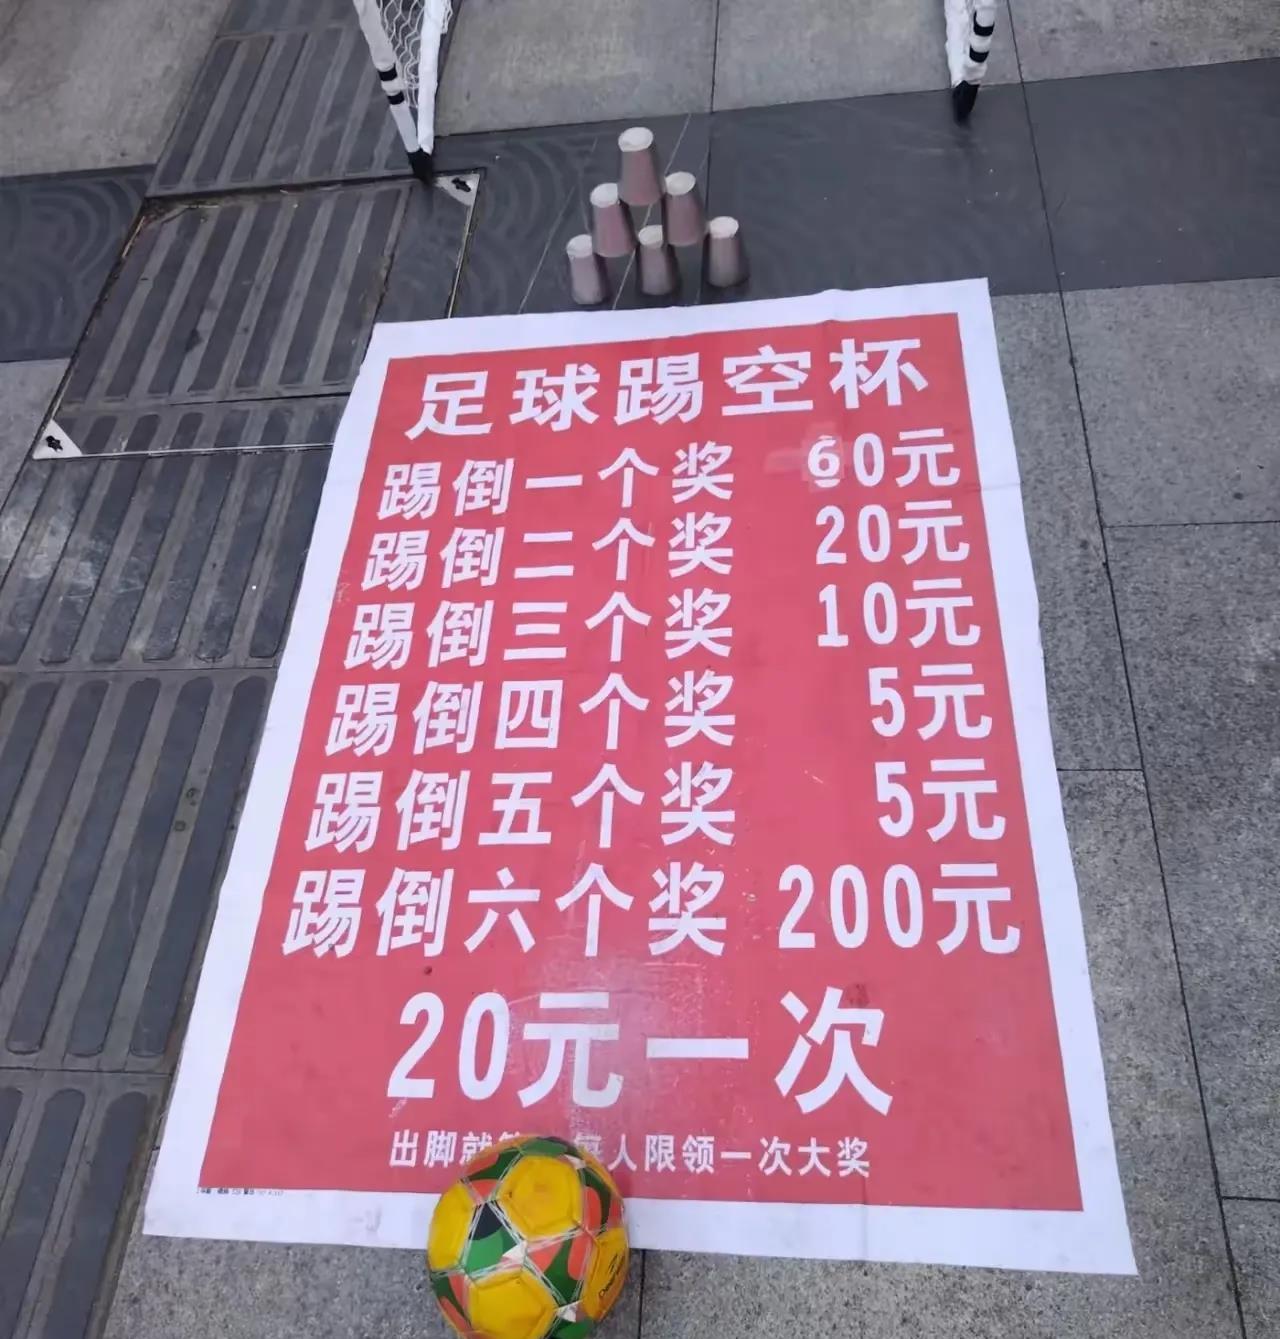 足球踢空杯
踢倒一个奖 60元
踢倒二个奖 20元
踢倒三个奖 10元
踢倒四个奖 5元
踢倒五个奖 5元
踢倒六个奖 200元
20元一次
出脚就 每人限领一次大奖